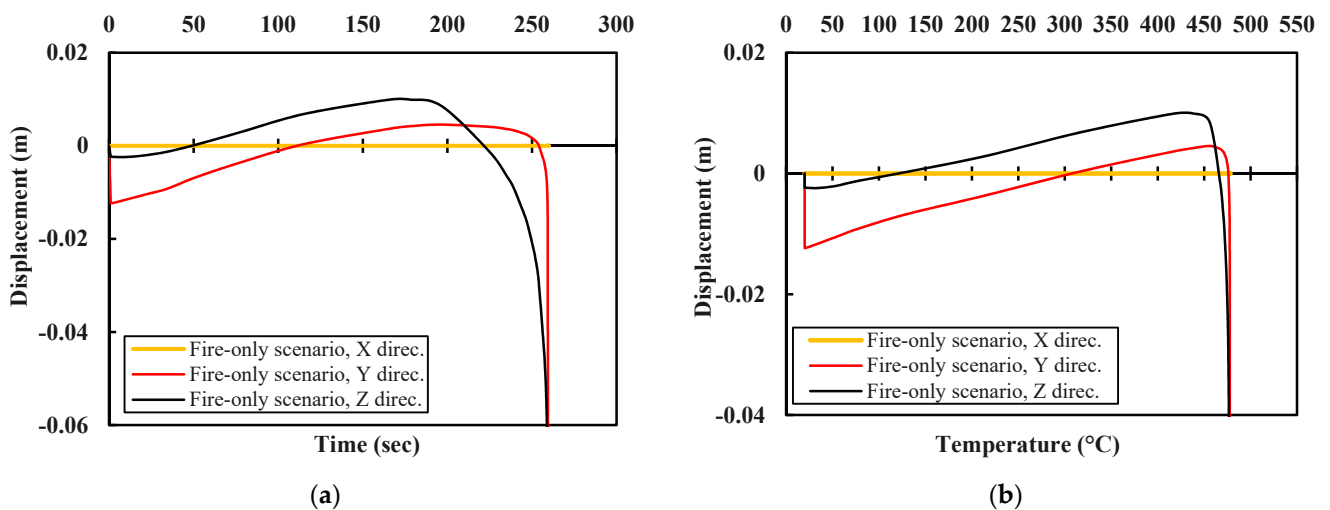 0 50 100 150 200 250 300
0.02
0
-0.02
-0.04
-0.06
Displacement (m)
Fire-only scenario, X direc.
Fire-only scenario, Y direc.
Fire-only scenario, Z direc.
Time (sec)
(a)
0 50 100 150 200 250 300 350 400 450 500 550
0.02
0
-0.02
-0.04
Displacement (m)
Fire-only scenario, X direc.
Fire-only scenario, Y direc.
Fire-only scenario, Z direc.
Temperature (°C)
(b)